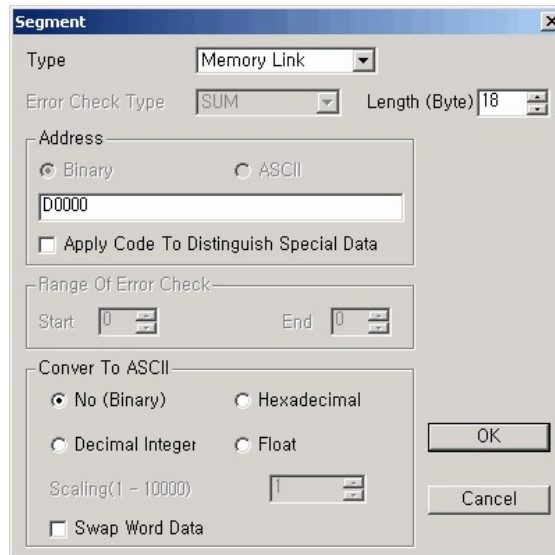 Segment
Type Memory Link
Error Check Type SUM Length (Byte) 18
Address
Binary ASCII
D0000
Apply Code To Distinguish Special Data
Range Of Error Check
Start 0 End 0
Conver To ASCII
No (Binary) Hexadecimal
Decimal Integer Float
OK
Scaling(1 - 10000) 1
Cancel
Swap Word Data